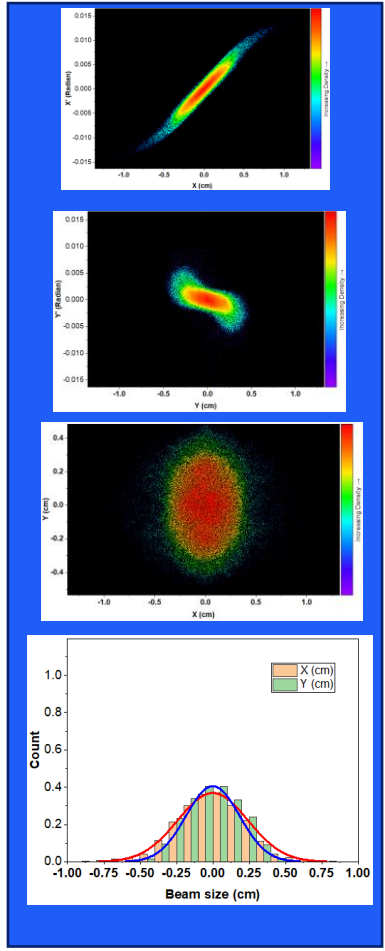 0.015
0.010
0.005
0.000
-0.005
-0.010
-0.015
X' (Radian)
-1.0 -0.5 0.0 0.5 1.0
X (cm)
Increasing Density →
0.015
0.010
0.005
0.000
-0.005
-0.010
-0.015
Y' (Radian)
-1.0 -0.5 0.0 0.5 1.0
Y (cm)
Increasing Density →
0.4
0.2
0.0
-0.2
-0.4
Y (cm)
-1.0 -0.5 0.0 0.5 1.0
X (cm)
Increasing Density →
X (cm)
Y (cm)
1.0
0.8
0.6
0.4
0.2
0.0
Count
-1.00 -0.75 -0.50 -0.25 0.00 0.25 0.50 0.75 1.00
Beam size (cm)